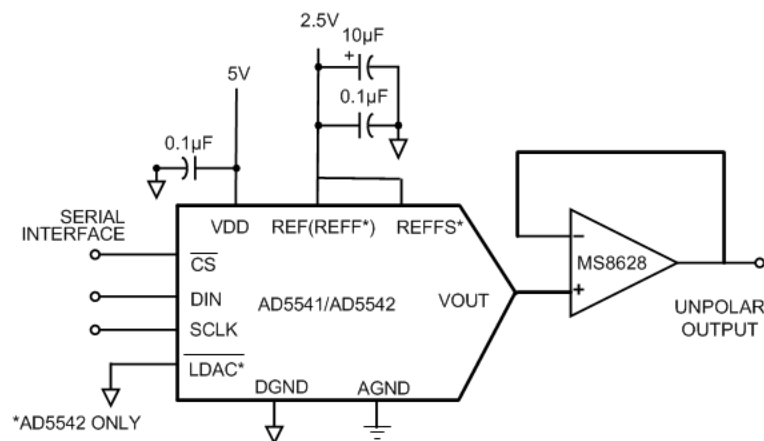 2.5V
10µF
+
5V
0.1µF
0.1µF
SERIAL
INTERFACE
VDD
REF(REFF*)
REFFS*
CS
DIN
AD5541/AD5542
VOUT
SCLK
LDAC*
DGND
AGND
*AD5542 ONLY
−
MS8628
+
UNPOLAR
OUTPUT